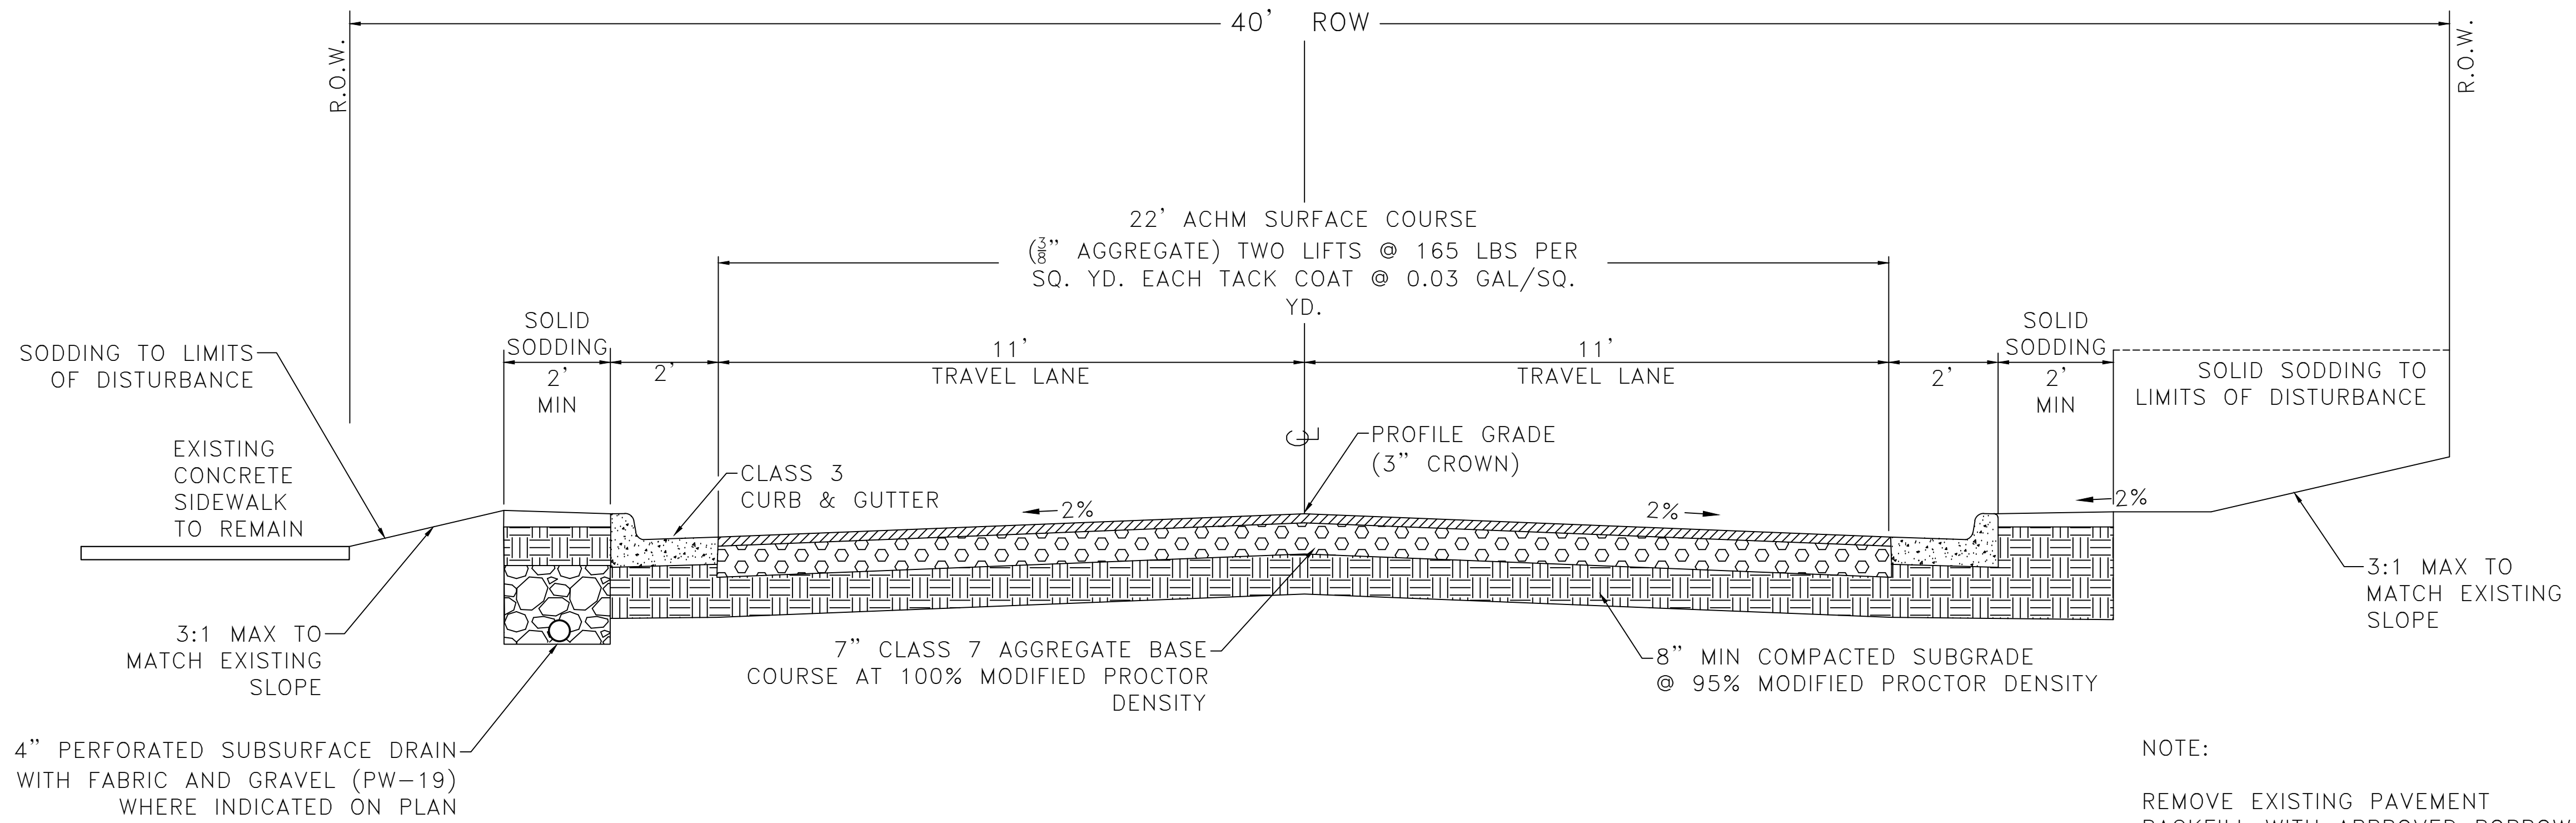 40' ROW
R.O.W.
R.O.W.
22' ACHM SURFACE COURSE
(3/8" AGGREGATE) TWO LIFTS @ 165 LBS PER
SQ. YD. EACH TACK COAT @ 0.03 GAL/SQ.
YD.
SOLID
SODDING
2'
MIN
2'
11'
TRAVEL LANE
11'
TRAVEL LANE
2'
SOLID
SODDING
2'
MIN
SODDING TO LIMITS
OF DISTURBANCE
SOLID SODDING TO
LIMITS OF DISTURBANCE
EXISTING
CONCRETE
SIDEWALK
TO REMAIN
CLASS 3
CURB & GUTTER
CL
PROFILE GRADE
(3" CROWN)
2%
2%
2%
3:1 MAX TO
MATCH EXISTING
SLOPE
3:1 MAX TO
MATCH EXISTING
SLOPE
7" CLASS 7 AGGREGATE BASE
COURSE AT 100% MODIFIED PROCTOR
DENSITY
8" MIN COMPACTED SUBGRADE
@ 95% MODIFIED PROCTOR DENSITY
4" PERFORATED SUBSURFACE DRAIN
WITH FABRIC AND GRAVEL (PW-19)
WHERE INDICATED ON PLAN
NOTE:
REMOVE EXISTING PAVEMENT
BACKFILL WITH APPROVED BORROW